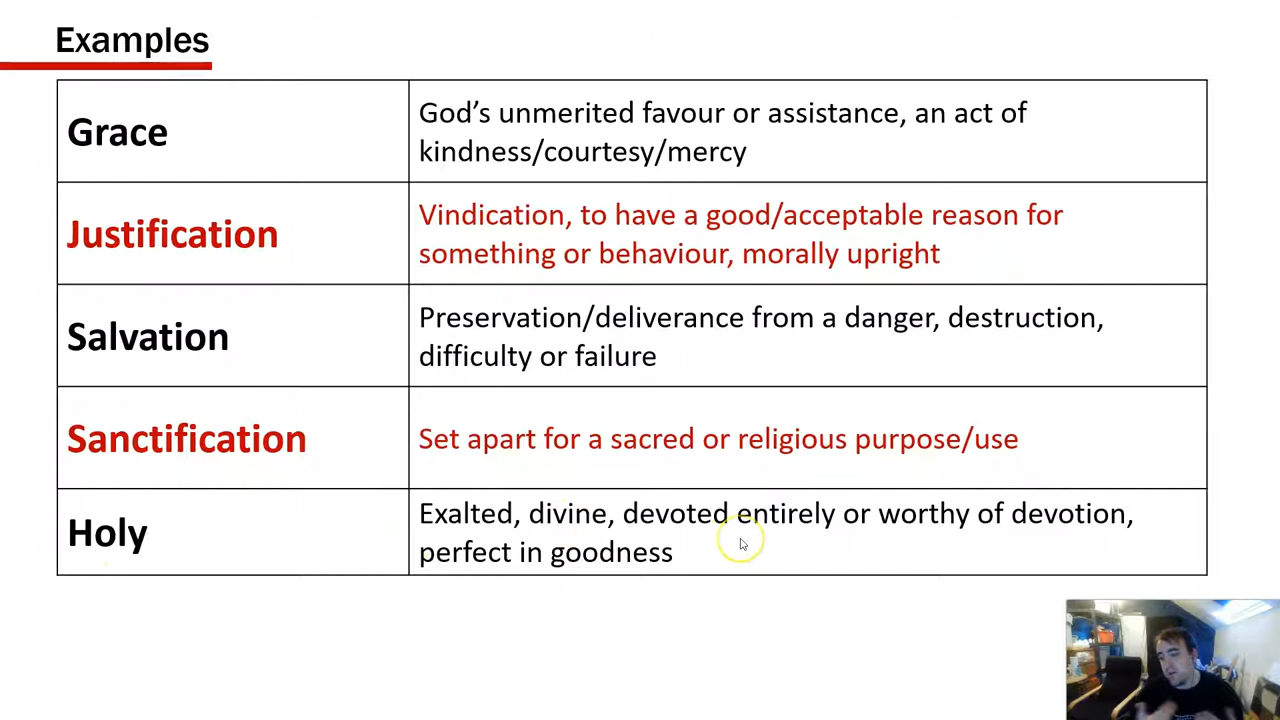 Examples
Grace
God's unmerited favour or assistance, an act of
kindness/courtesy/mercy
Justification
Vindication, to have a good/acceptable reason for
something or behaviour, morally upright
Salvation
Preservation/deliverance from a danger, destruction,
difficulty or failure
Sanctification
Set apart for a sacred or religious purpose/use
Holy
Exalted, divine, devoted entirely or worthy of devotion,
perfect in goodness